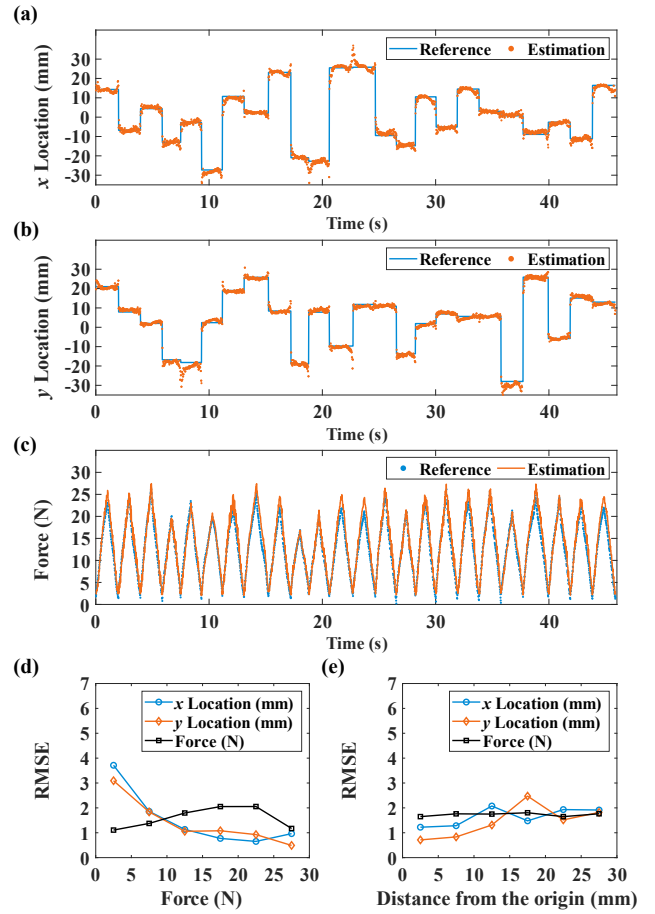 (a)
30
20
10
0
-10
-20
-30
x Location (mm)
Reference
Estimation
0 10 20 30 40
Time (s)
(b)
30
20
10
0
-10
-20
-30
y Location (mm)
Reference
Estimation
0 10 20 30 40
Time (s)
(c)
30
25
20
15
10
5
0
Force (N)
Reference
Estimation
0 10 20 30 40
Time (s)
(d)
7
6
5
4
3
2
1
0
RMSE
x Location (mm)
y Location (mm)
Force (N)
0 5 10 15 20 25 30
Force (N)
(e)
7
6
5
4
3
2
1
0
RMSE
x Location (mm)
y Location (mm)
Force (N)
0 5 10 15 20 25 30
Distance from the origin (mm)